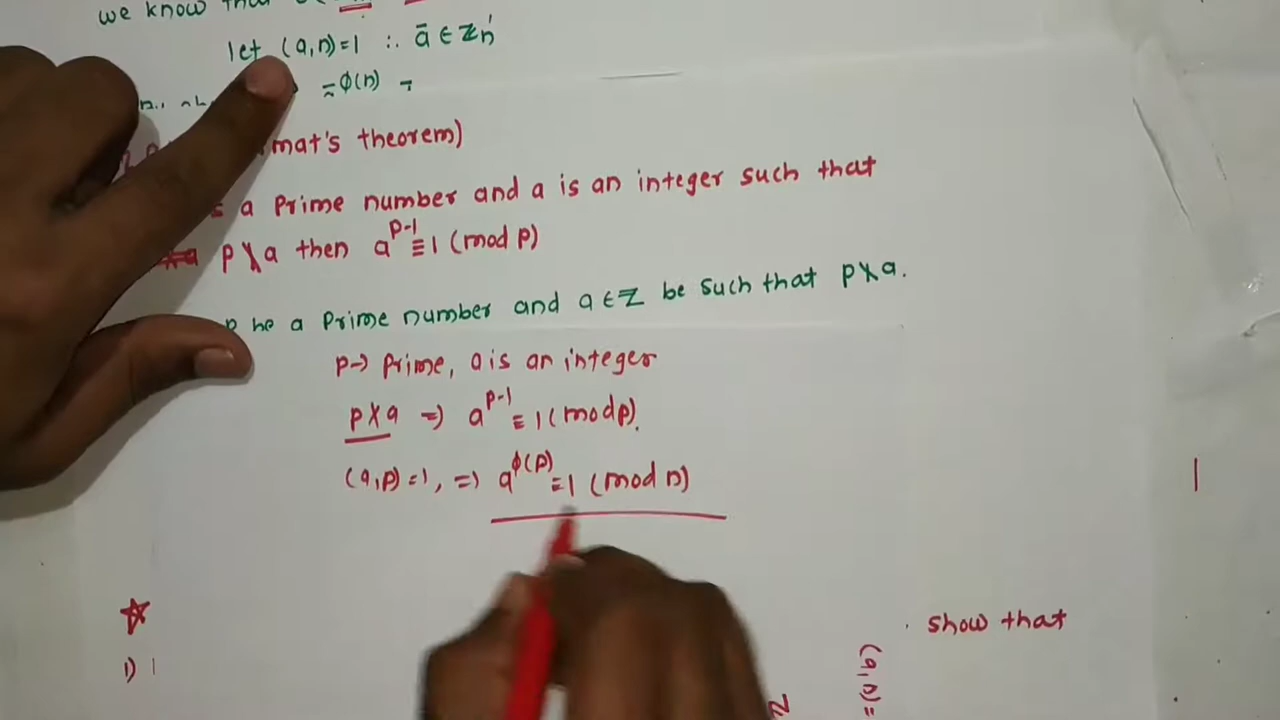 we know that
let (a,n)=1 ∴ ā ∈ Zn'
= ϕ(n) =
mat's theorem)
a prime number and a is an integer such that
p∤a then a^p-1 ≡ 1 (mod p)
p be a prime number and a ∈ Z be such that p∤a.
p → prime, a is an integer
p∤a ⇒ a^p-1 ≡ 1 (mod p).
(a,p)=1, ⇒ a^ϕ(p) ≡ 1 (mod n)
☆ show that
1) |
(a,n)=
Z